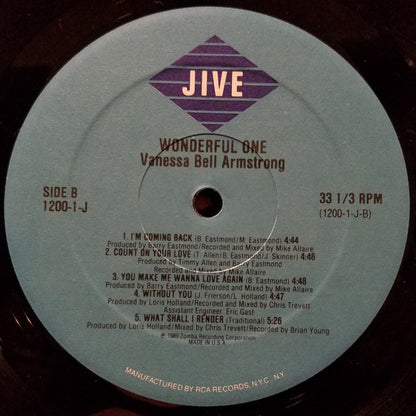 JIVE
WONDERFUL ONE
Vanessa Bell Armstrong
SIDE B
1200-1-J
33 1/3 RPM
(1200-1-J-B)
1. I'M COMING BACK (B. Eastmond/M. Eastmond) 4:44
Produced by Barry Eastmond/Recorded and Mixed by Mike Allaire
2. COUNT ON YOUR LOVE (T. Allen/B. Eastmond/J. Skinner) 4:46
Produced by Timmy Allen and Barry Eastmond
Recorded and Mixed by Mike Allaire
3. YOU MAKE ME WANNA LOVE AGAIN (B. Eastmond) 4:48
Produced by Barry Eastmond/Recorded and Mixed by Mike Allaire
4. WITHOUT YOU (J. Frierson/L. Holland) 4:47
Produced by Loris Holland/Recorded and Mixed by Chris Trevett
Assistant Engineer: Eric Gast
5. WHAT SHALL I RENDER (Traditional) 5:26
Produced by Loris Holland/Mixed by Chris Trevett/Recorded by Brian Young
℗ 1989 Zomba Recording Corporation
MADE IN U.S.A.
MANUFACTURED BY RCA RECORDS, N.Y.C., N.Y.